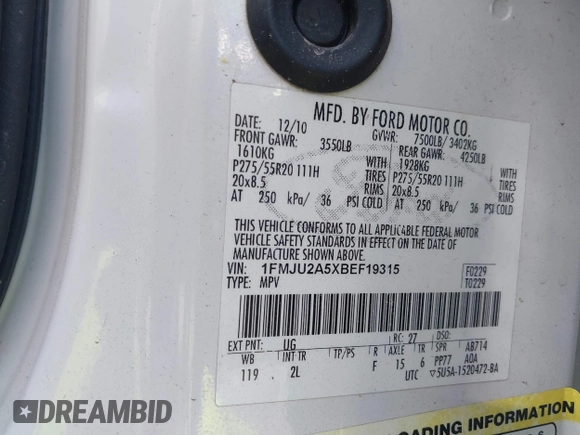 MFD. BY FORD MOTOR CO.
DATE: 12/10 GVWR: 7500LB/ 3402KG
FRONT GAWR: 3550LB REAR GAWR: 4250LB
1610KG WITH 1928KG WITH
P275/55R20 111H TIRES P275/55R20 111H TIRES
20x8.5 RIMS 20x8.5 RIMS
AT 250 kPa/ 36 PSI COLD AT 250 kPa/ 36 PSI COLD
THIS VEHICLE CONFORMS TO ALL APPLICABLE FEDERAL MOTOR
VEHICLE SAFETY STANDARDS IN EFFECT ON THE DATE OF
MANUFACTURE SHOWN ABOVE.
VIN: 1FMJU2A5XBEF19315 F0229
TYPE: MPV T0229
EXT PNT: UG RC: 27 DSO:
WB INT TR TP/PS R AXLE TR SPR AB714
119 2L F 15 6 PP77 A0A
UTC ▽5U5A-1520472-BA
LOADING INFORMATION
DREAMBID